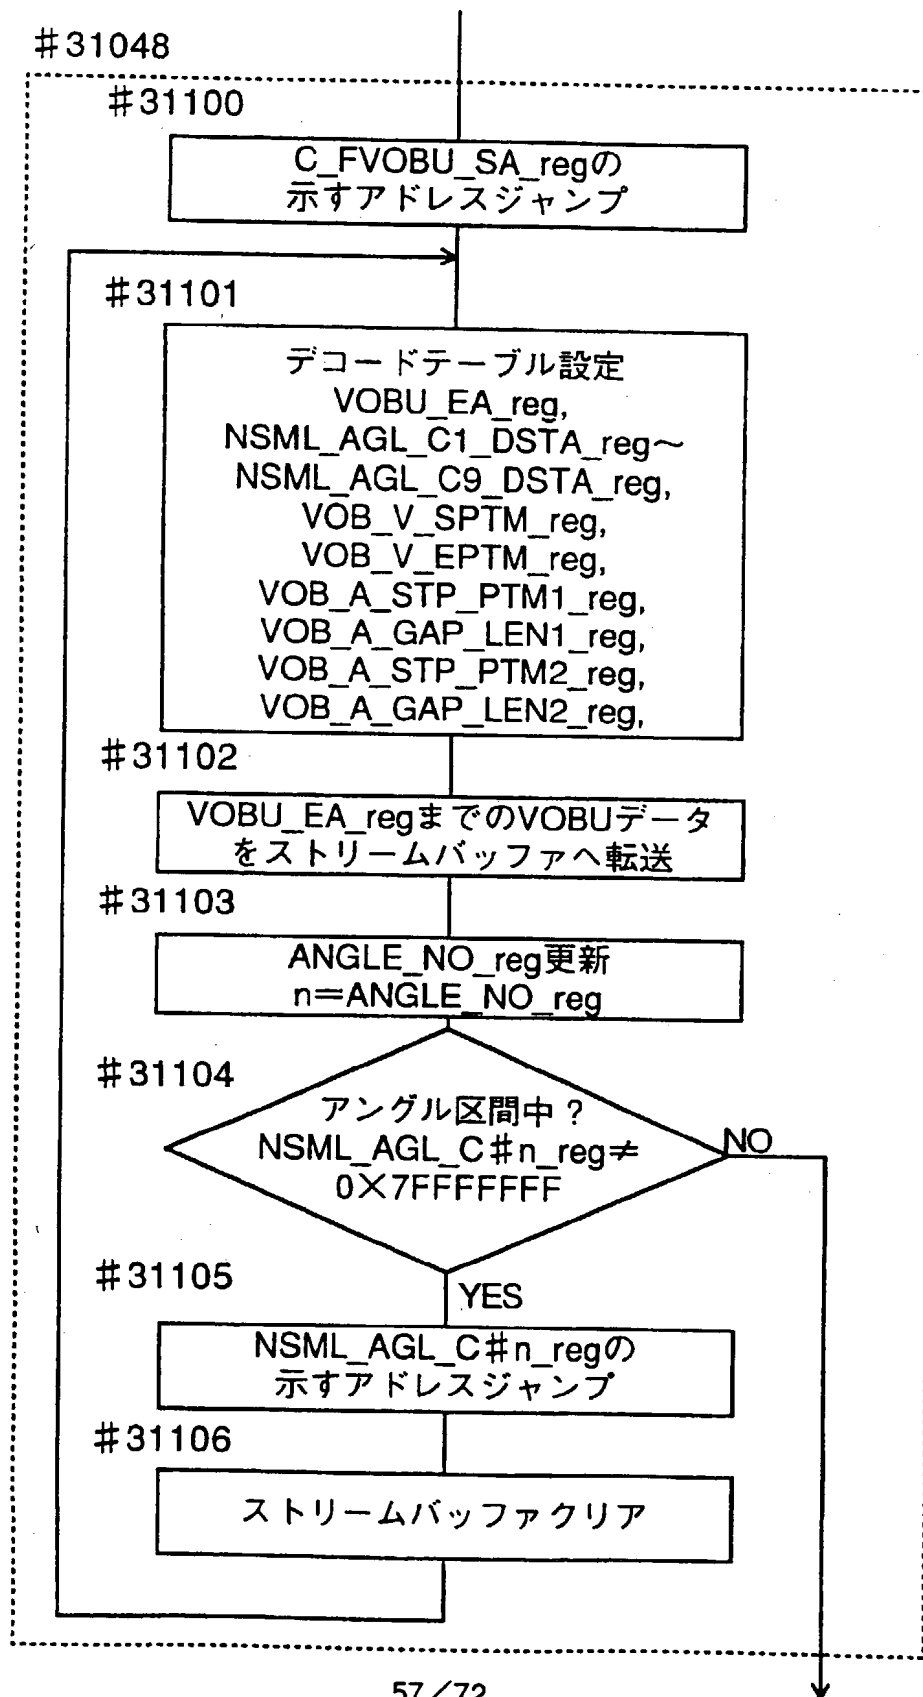 #31048
#31100
C_FVOBU_SA_regの
示すアドレスジャンプ
#31101
デコードテーブル設定
VOBU_EA_reg,
NSML_AGL_C1_DSTA_reg～
NSML_AGL_C9_DSTA_reg,
VOB_V_SPTM_reg,
VOB_V_EPTM_reg,
VOB_A_STP_PTM1_reg,
VOB_A_GAP_LEN1_reg,
VOB_A_STP_PTM2_reg,
VOB_A_GAP_LEN2_reg,
#31102
VOBU_EA_regまでのVOBUデータ
をストリームバッファへ転送
#31103
ANGLE_NO_reg更新
n＝ANGLE_NO_reg
#31104
アングル区間中？
NSML_AGL_C#n_reg≠
0×7FFFFFFF
NO
#31105
YES
NSML_AGL_C#n_regの
示すアドレスジャンプ
#31106
ストリームバッファクリア
57/72